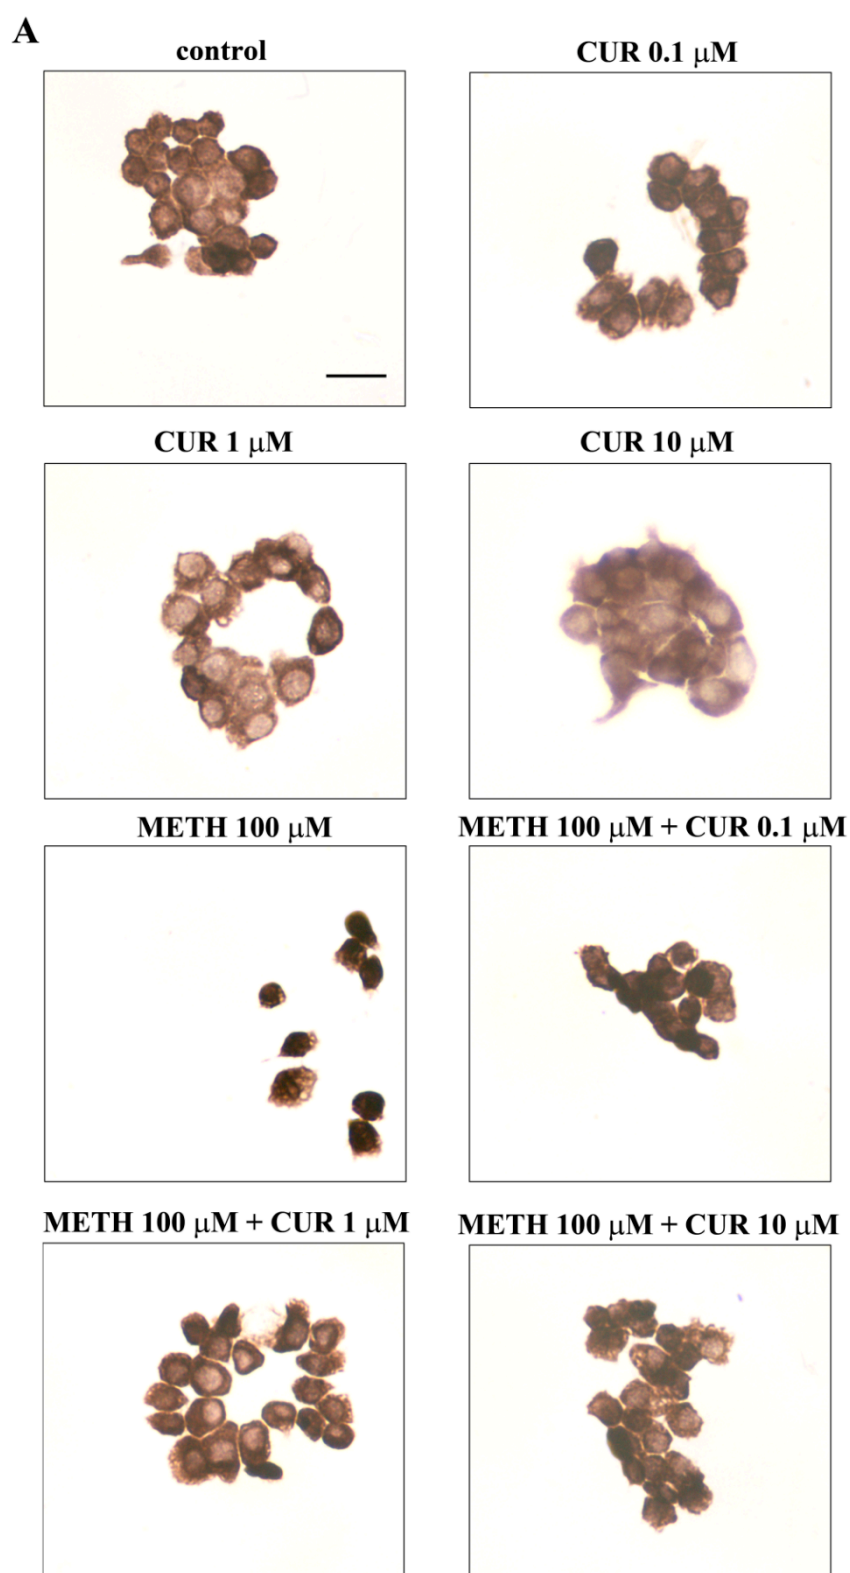 A
control
CUR 0.1 μM
CUR 1 μM
CUR 10 μM
METH 100 μM
METH 100 μM + CUR 0.1 μM
METH 100 μM + CUR 1 μM
METH 100 μM + CUR 10 μM